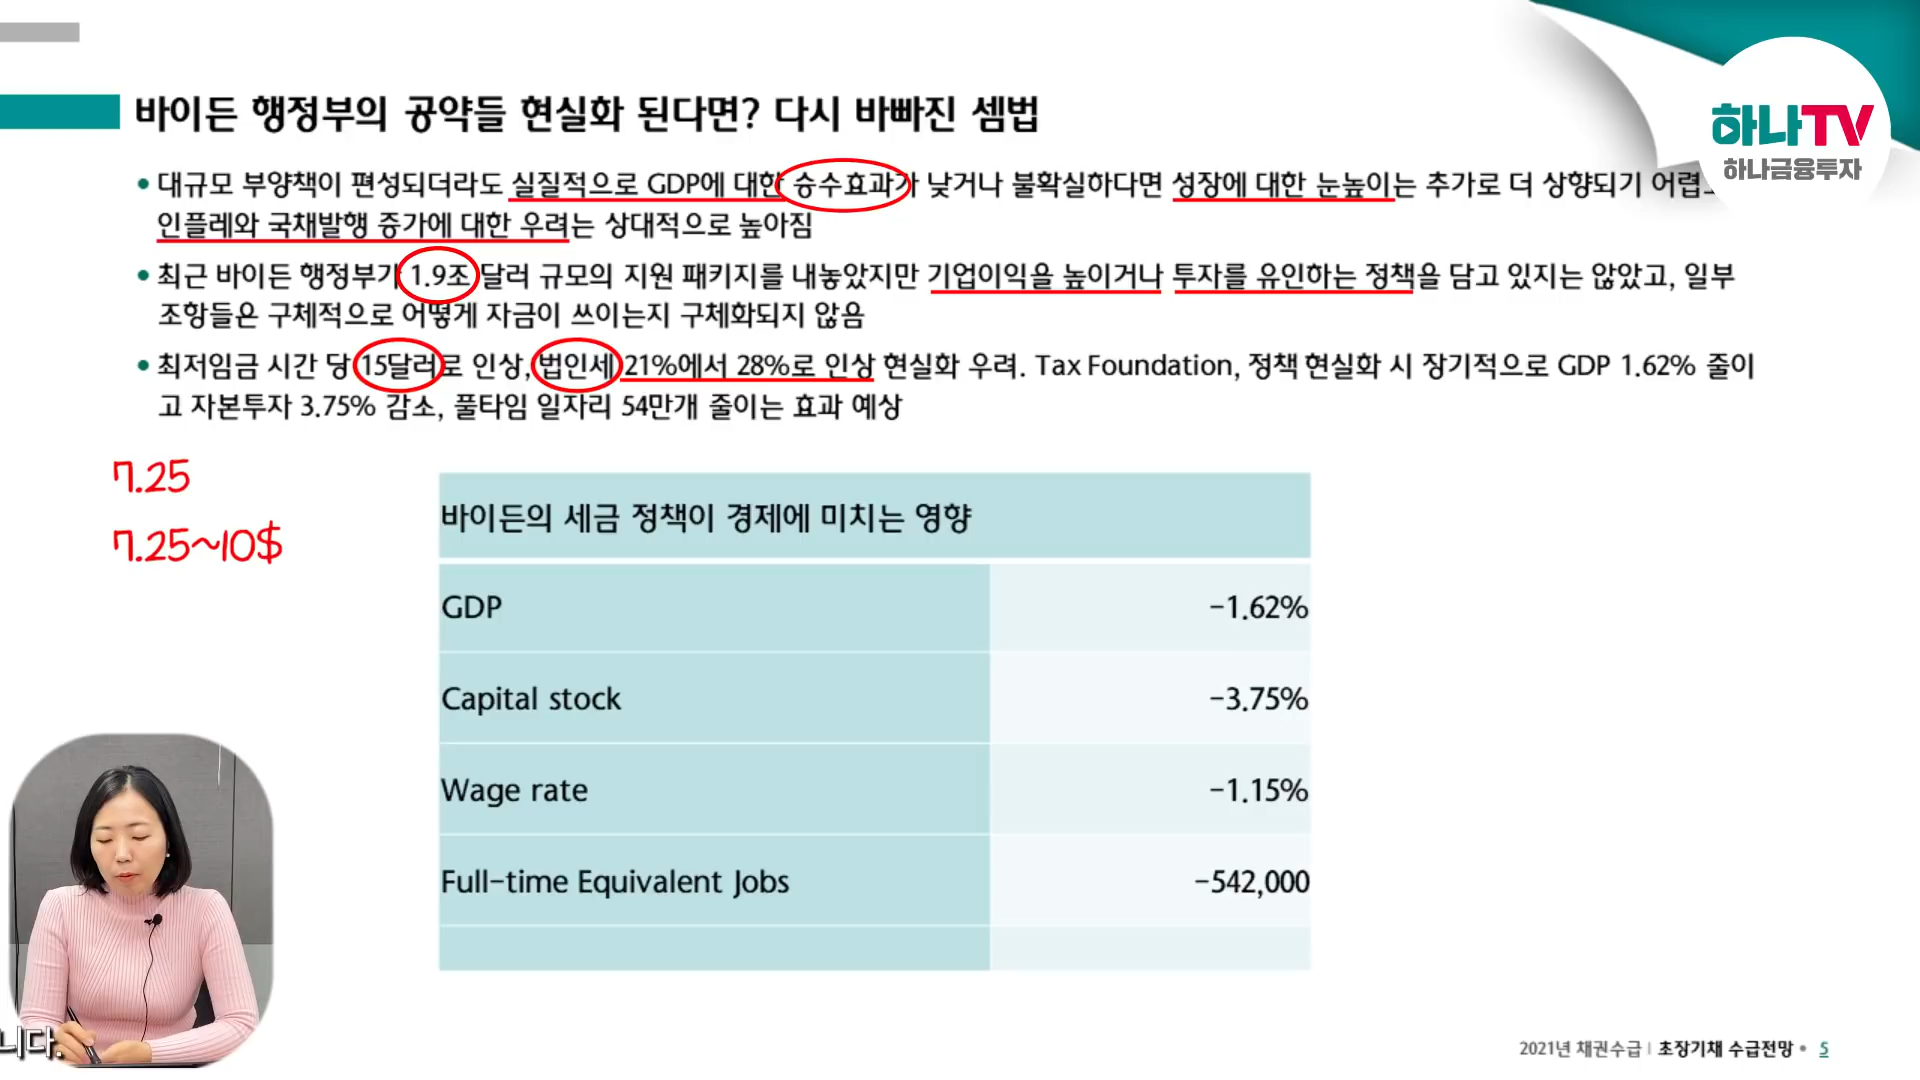 하나TV
하나금융투자
바이든 행정부의 공약들 현실화 된다면? 다시 바빠진 셈법
• 대규모 부양책이 편성되더라도 실질적으로 GDP에 대한 승수효과가 낮거나 불확실하다면 성장에 대한 눈높이는 추가로 더 상향되기
인플레와 국채발행 증가에 대한 우려는 상대적으로 높아짐
• 최근 바이든 행정부가 1.9조 달러 규모의 지원 패키지를 내놓았지만 기업이익을 높이거나 투자를 유인하는 정책을 담고 있지는 않았고, 일부
조항들은 구체적으로 어떻게 자금이 쓰이는지 구체화되지 않음
• 최저임금 시간 당 15달러로 인상, 법인세 21%에서 28%로 인상 현실화 우려. Tax Foundation, 정책 현실화 시 장기적으로 GDP 1.62% 줄이
고 자본투자 3.75% 감소, 풀타임 일자리 54만개 줄이는 효과 예상
7.25
7.25~10$
바이든의 세금 정책이 경제에 미치는 영향
GDP -1.62%
Capital stock -3.75%
Wage rate -1.15%
Full-time Equivalent Jobs -542,000
니다.
2021년 채권수급 | 초장기채 수급전망 • 5